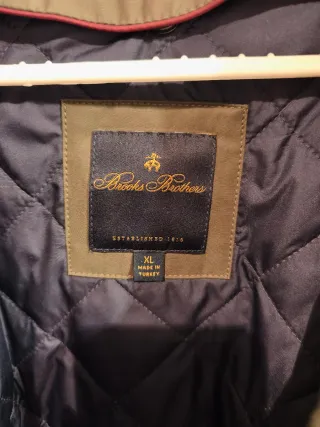 Brooks Brothers
ESTABLISHED 1818
XL
MADE IN
TURKEY